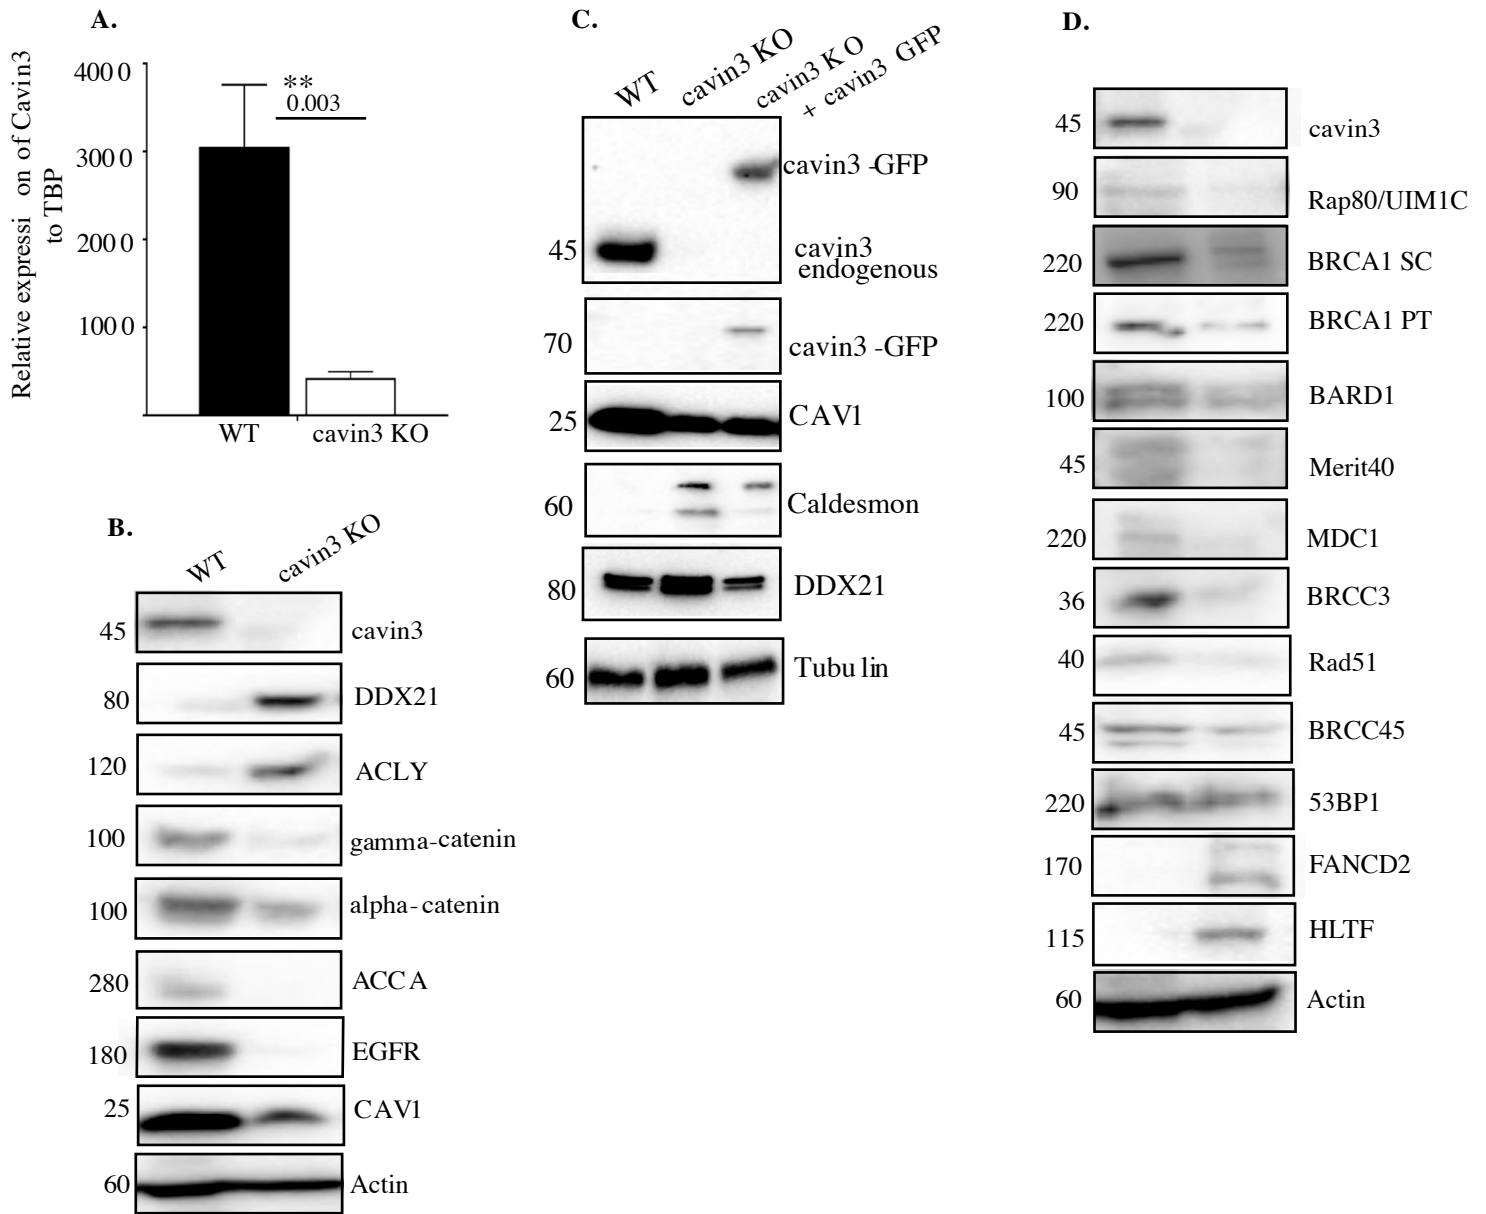 A.
Relative expressi on of Cavin3
to TBP
4000
3000
2000
1000
**
0.003
WT
cavin3 KO
B.
WT
cavin3 KO
45
cavin3
80
DDX21
120
ACLY
100
gamma-catenin
100
alpha-catenin
280
ACCA
180
EGFR
25
CAV1
60
Actin
C.
WT
cavin3 KO
cavin3 KO
+ cavin3 GFP
cavin3 -GFP
45
cavin3
endogenous
70
cavin3 -GFP
25
CAV1
60
Caldesmon
80
DDX21
60
Tubu lin
D.
45
cavin3
90
Rap80/UIM1C
220
BRCA1 SC
220
BRCA1 PT
100
BARD1
45
Merit40
220
MDC1
36
BRCC3
40
Rad51
45
BRCC45
220
53BP1
170
FANCD2
115
HLTF
60
Actin